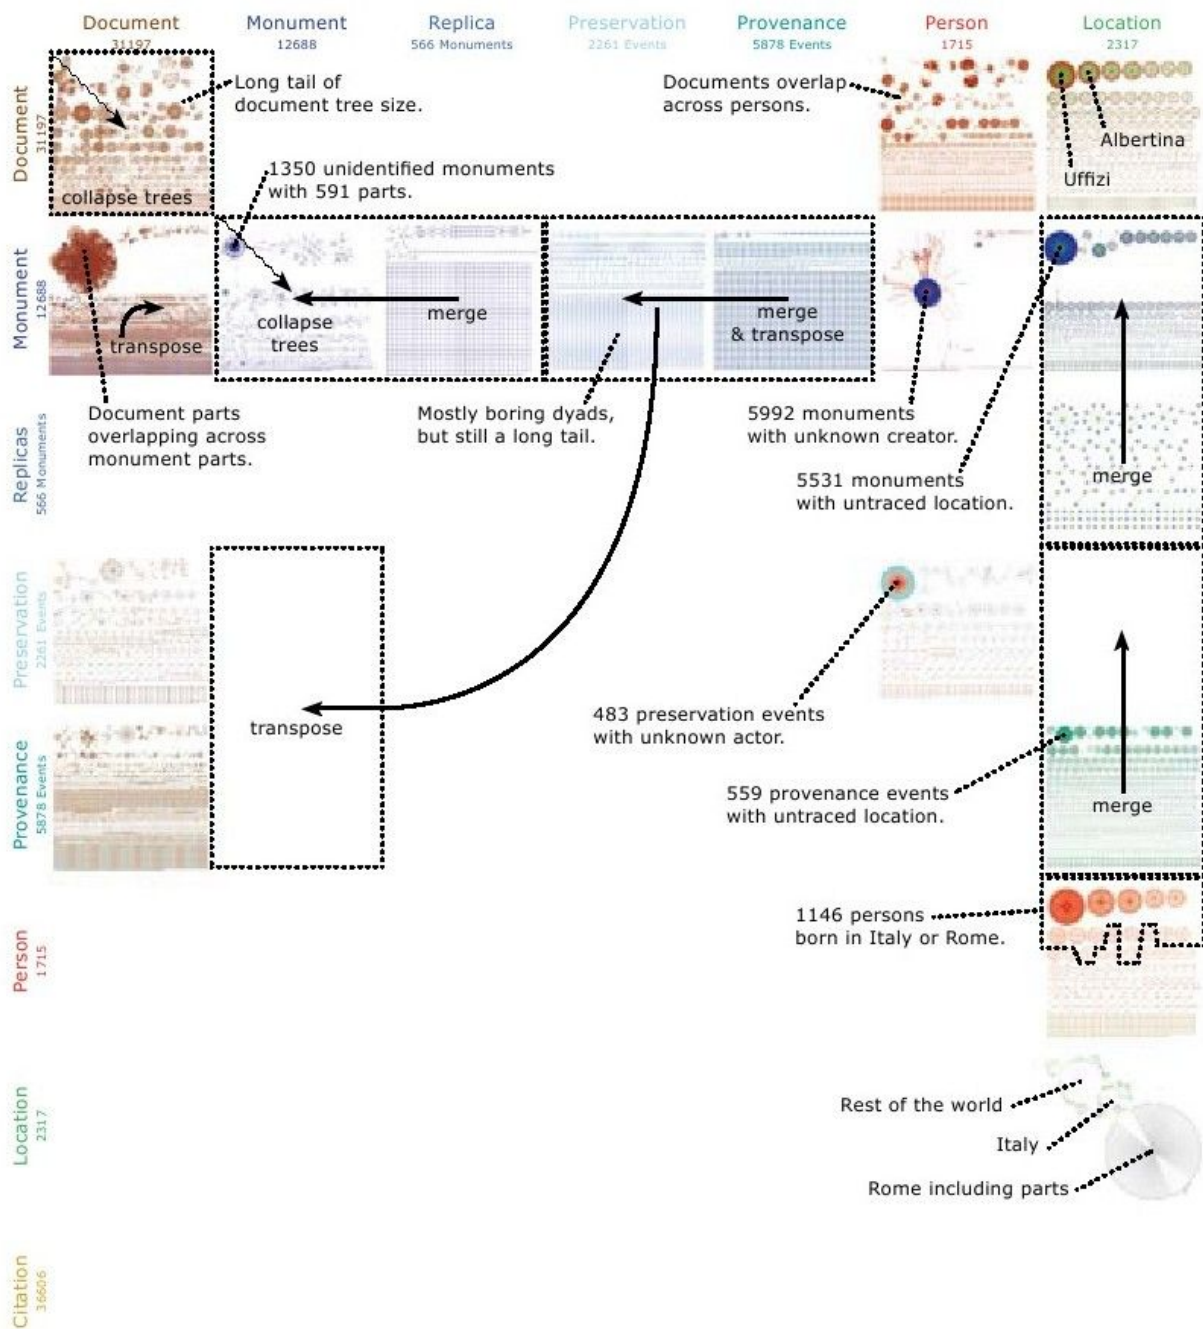 Document
31197
Monument
12688
Replica
566 Monuments
Preservation
2261 Events
Provenance
5878 Events
Person
1715
Location
2317
Document
31197
Long tail of
document tree size.
collapse trees
1350 unidentified monuments
with 591 parts.
Documents overlap
across persons.
Albertina
Uffizi
Monument
12688
transpose
collapse
trees
merge
merge
& transpose
Document parts
overlapping across
monument parts.
Mostly boring dyads,
but still a long tail.
5992 monuments
with unknown creator.
5531 monuments
with untraced location.
merge
Replicas
566 Monuments
Preservation
2261 Events
transpose
483 preservation events
with unknown actor.
Provenance
5878 Events
559 provenance events
with untraced location.
merge
Person
1715
1146 persons
born in Italy or Rome.
Location
2317
Rest of the world
Italy
Rome including parts
Citation
36606